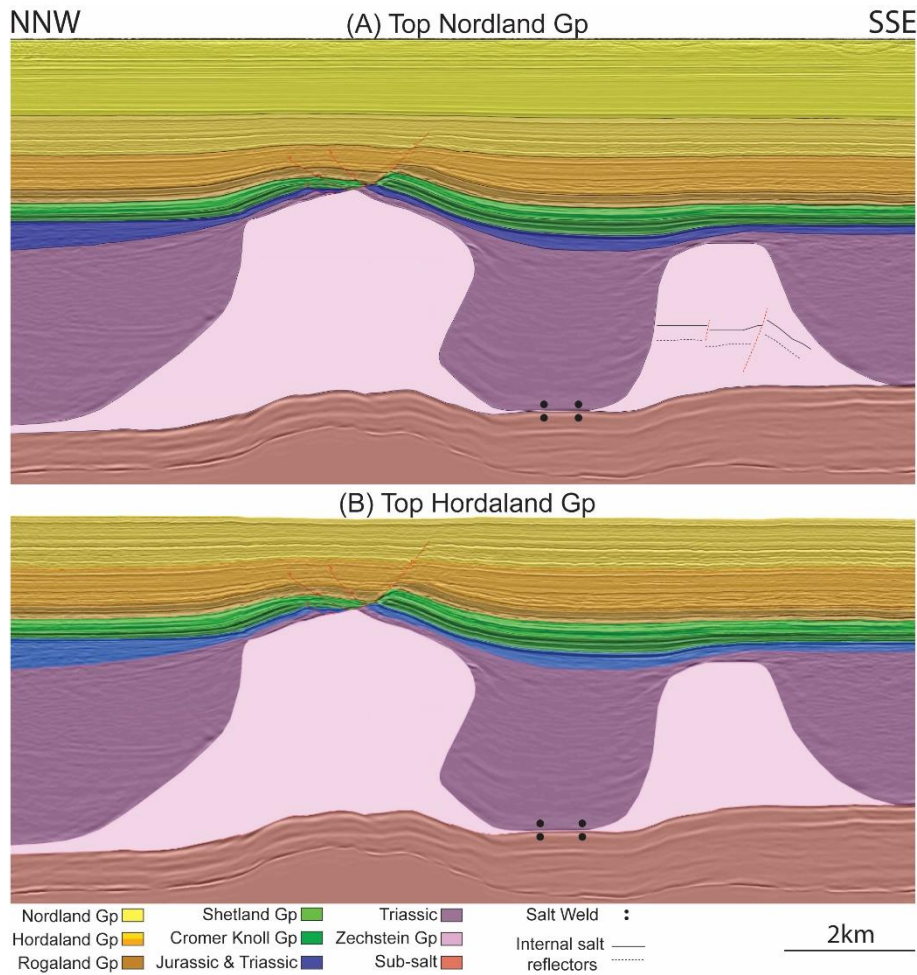 NNW (A) Top Nordland Gp SSE
(B) Top Hordaland Gp
Nordland Gp Shetland Gp Triassic Salt Weld
Hordaland Gp Cromer Knoll Gp Zechstein Gp Internal salt
Rogaland Gp Jurassic & Triassic Sub-salt reflectors
2km